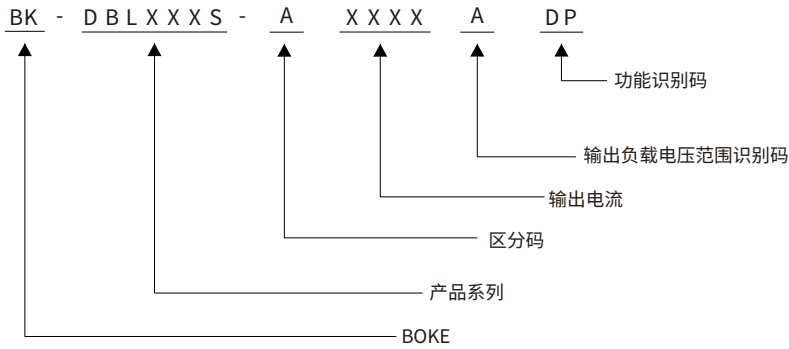 BK - DBLXXXS - A XXXX A DP
功能识别码
输出负载电压范围识别码
输出电流
区分码
产品系列
BOKE